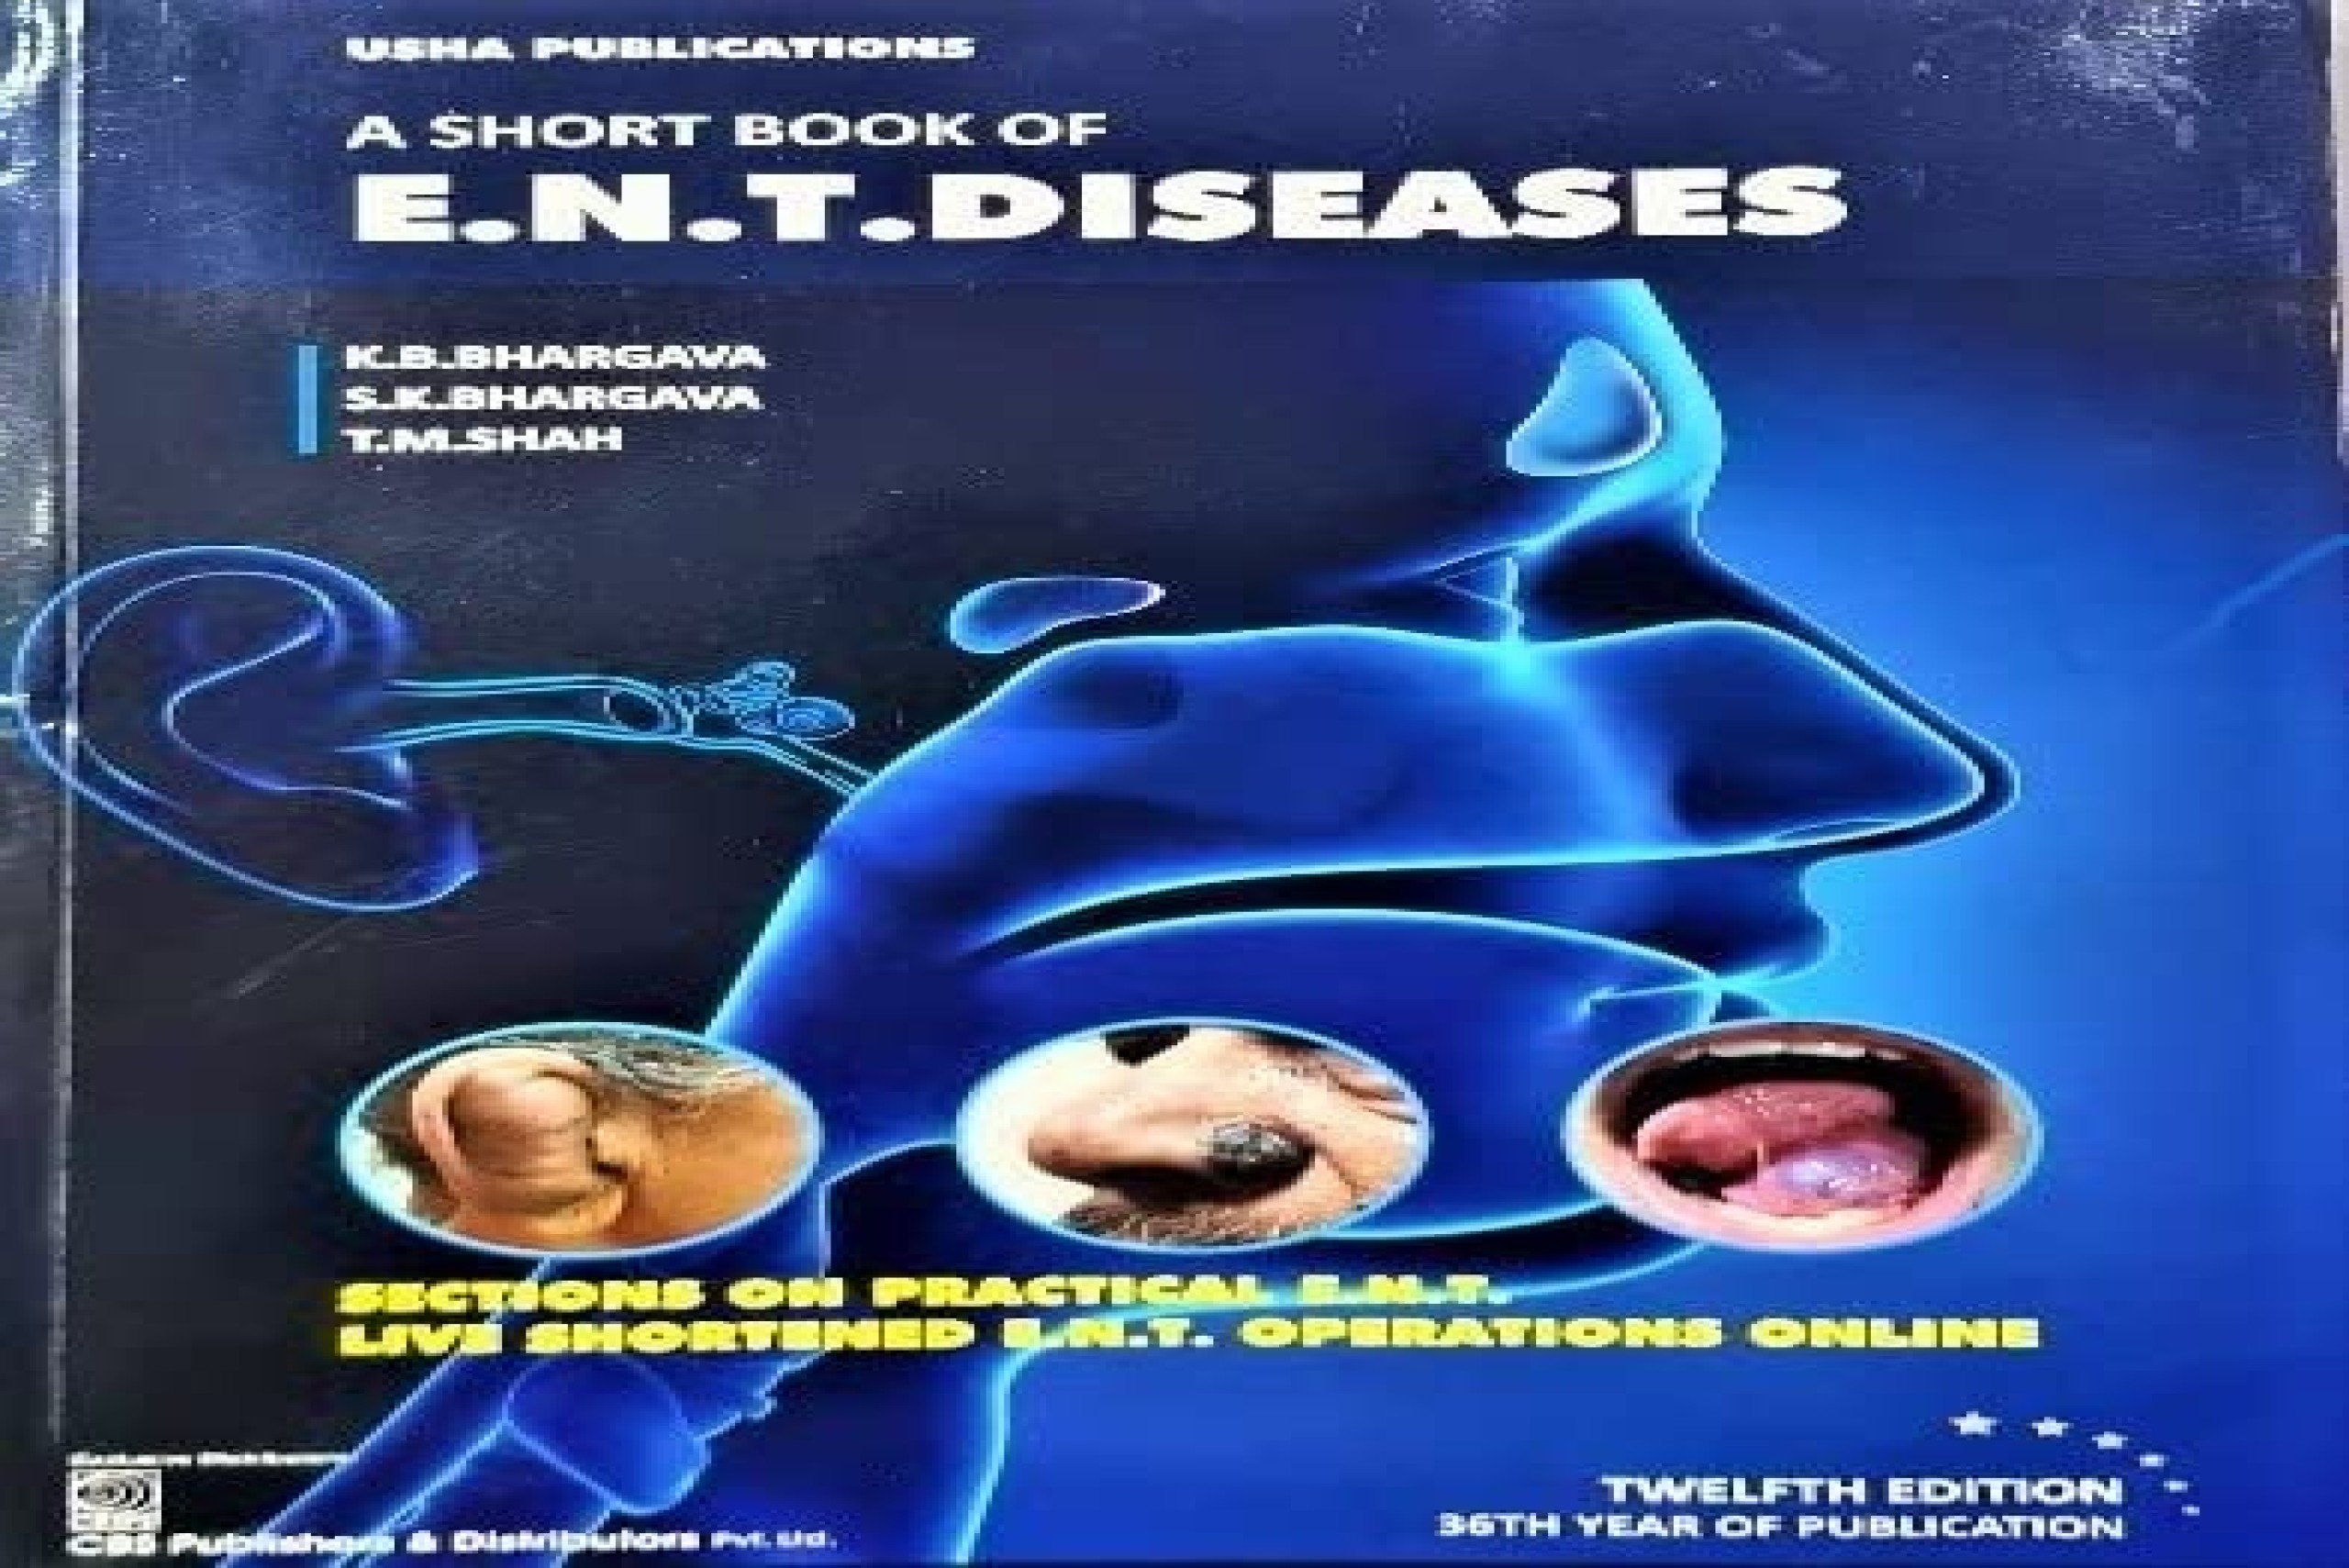 USHA PUBLICATIONS
A SHORT BOOK OF
E.N.T.DISEASES
K.B.BHARGAVA
S.K.BHARGAVA
T.M.SHAH
SECTIONS ON PRACTICAL E.N.T.
LIVE SHORTENED E.N.T. OPERATIONS ONLINE
TWELFTH EDITION
36TH YEAR OF PUBLICATION
CBS Publishers & Distributors Pvt. Ltd.